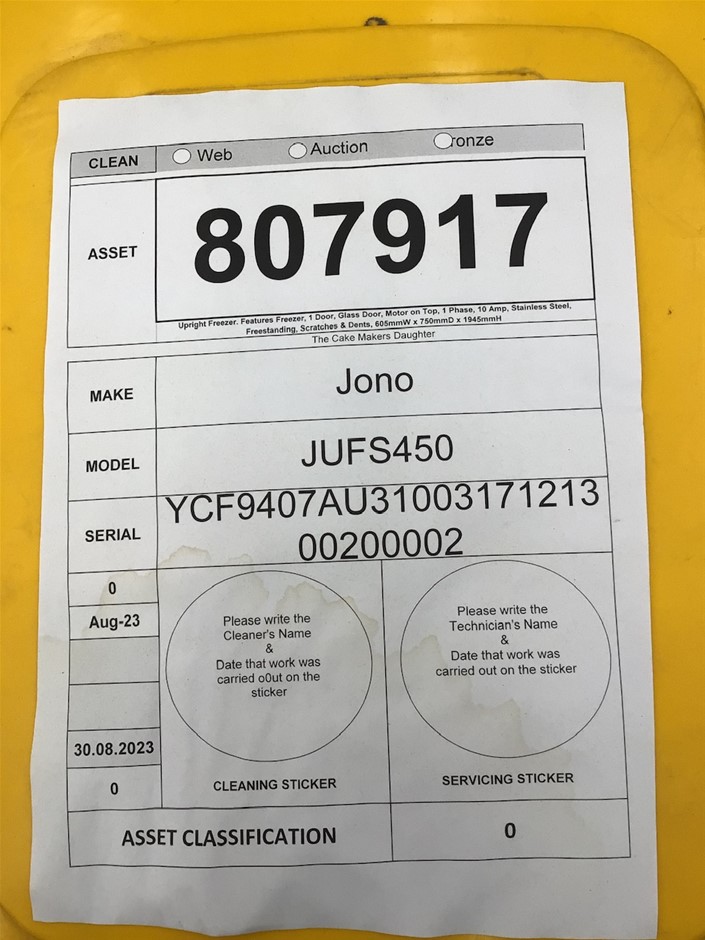 CLEAN Web Auction ronze
ASSET
807917
Upright Freezer. Features Freezer, 1 Door, Glass Door, Motor on Top, 1 Phase, 10 Amp, Stainless Steel,
Freestanding, Scratches & Dents, 605mmW x 750mmD x 1945mmH
The Cake Makers Daughter
MAKE Jono
MODEL JUFS450
SERIAL
YCF9407AU31003171213
00200002
0
Aug-23
30.08.2023
0
Please write the
Cleaner's Name
&
Date that work was
carried o0ut on the
sticker
CLEANING STICKER
Please write the
Technician's Name
&
Date that work was
carried out on the sticker
SERVICING STICKER
ASSET CLASSIFICATION 0